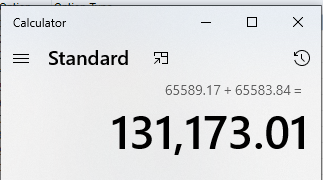 Calculator
Standard
65589.17 + 65583.84 =
131,173.01